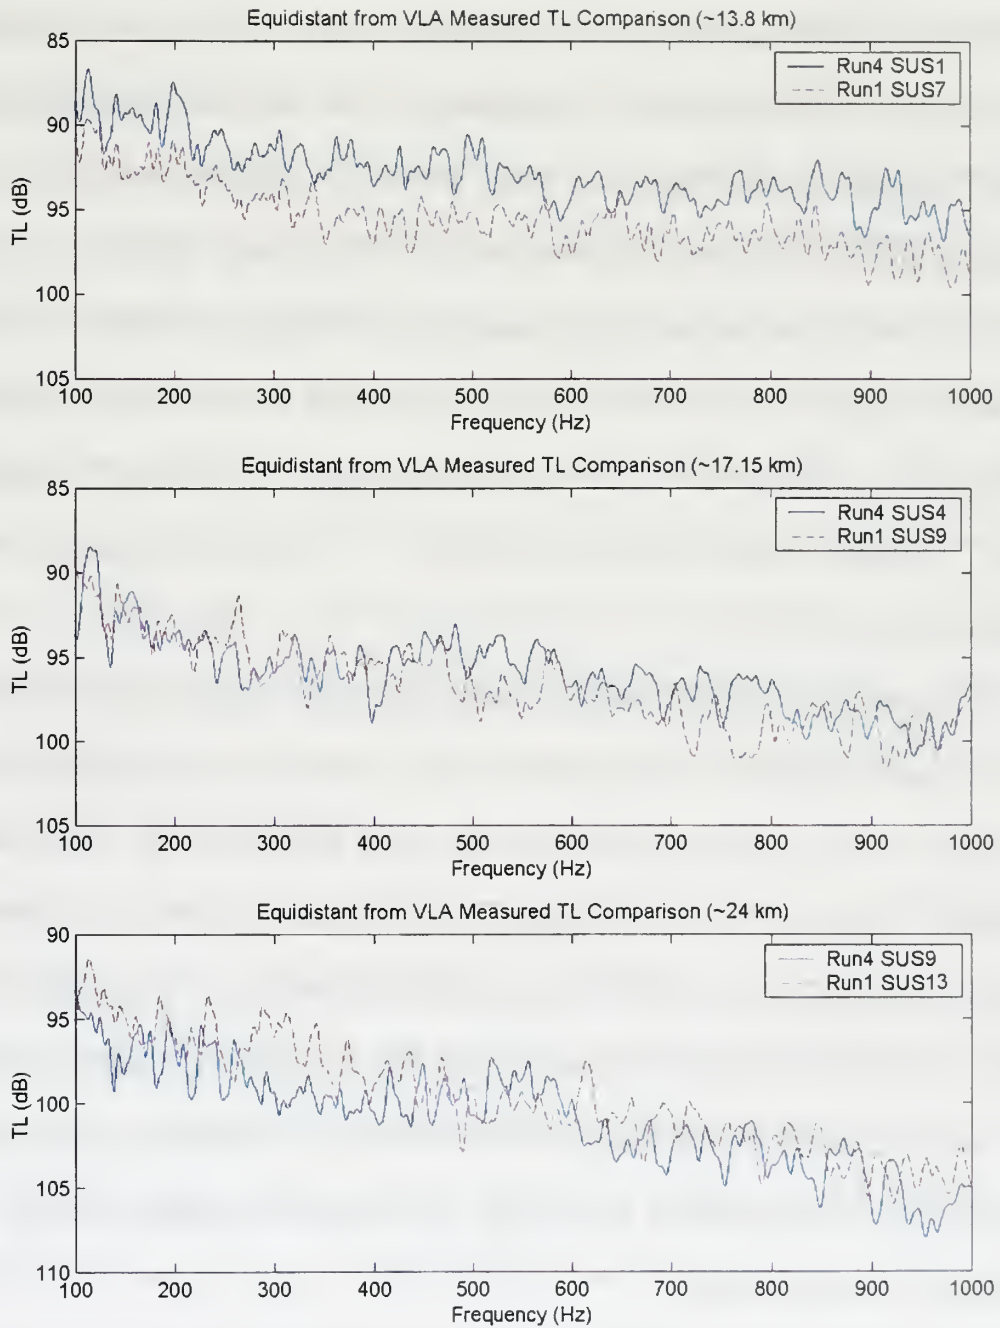 Equidistant from VLA Measured TL Comparison (~13.8 km)
85
90
95
100
105
TL (dB)
Run4 SUS1
Run1 SUS7
100 200 300 400 500 600 700 800 900 1000
Frequency (Hz)
Equidistant from VLA Measured TL Comparison (~17.15 km)
85
90
95
100
105
TL (dB)
Run4 SUS4
Run1 SUS9
100 200 300 400 500 600 700 800 900 1000
Frequency (Hz)
Equidistant from VLA Measured TL Comparison (~24 km)
90
95
100
105
110
TL (dB)
Run4 SUS9
Run1 SUS13
100 200 300 400 500 600 700 800 900 1000
Frequency (Hz)